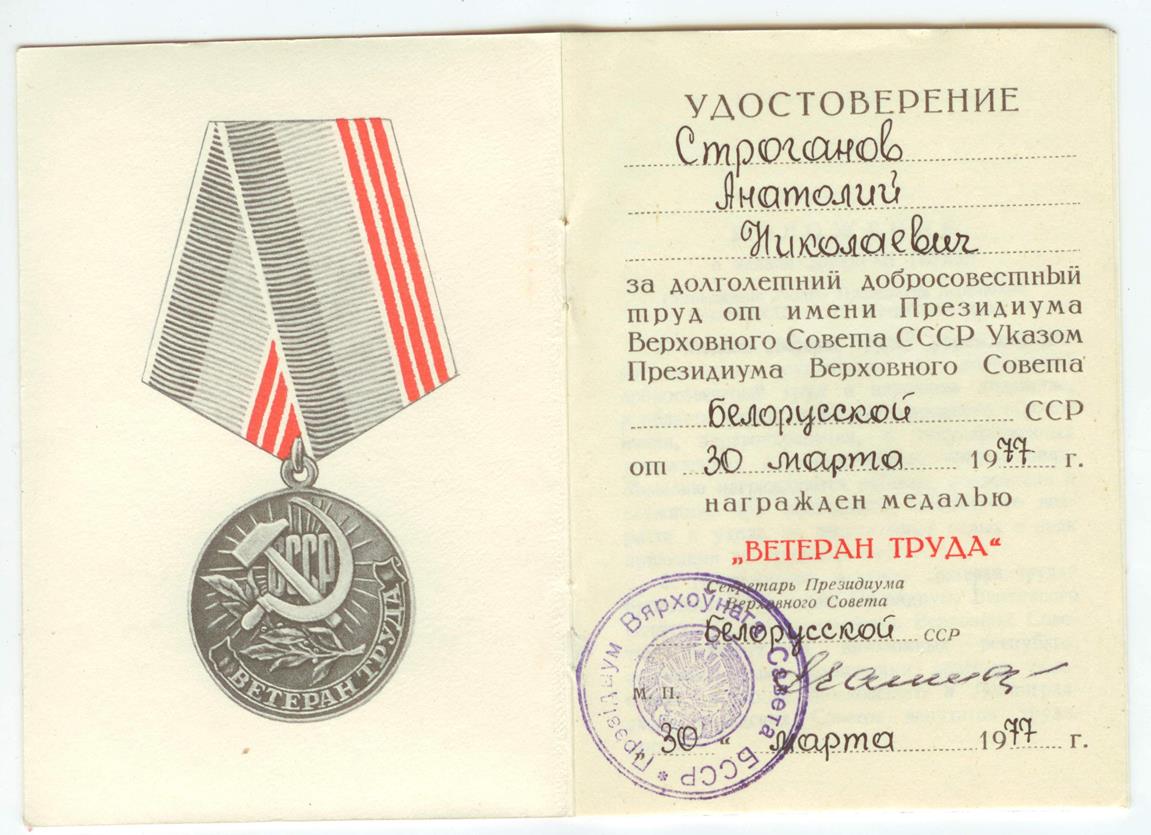 СССР
"ВЕТЕРАН ТРУДА"
УДОСТОВЕРЕНИЕ
Строганов
Анатолий
Николаевич
за долголетний добросовестный
труд от имени Президиума
Верховного Совета СССР Указом
Президиума Верховного Совета
Белорусской ССР
от 30 марта 1977 г.
награжден медалью
„ВЕТЕРАН ТРУДА“
Секретарь Президиума
Верховного Совета
Белорусской ССР
М. П.
„30“ марта 1977 г.
Прэзідыум Вярхоўнага Савета БССР *